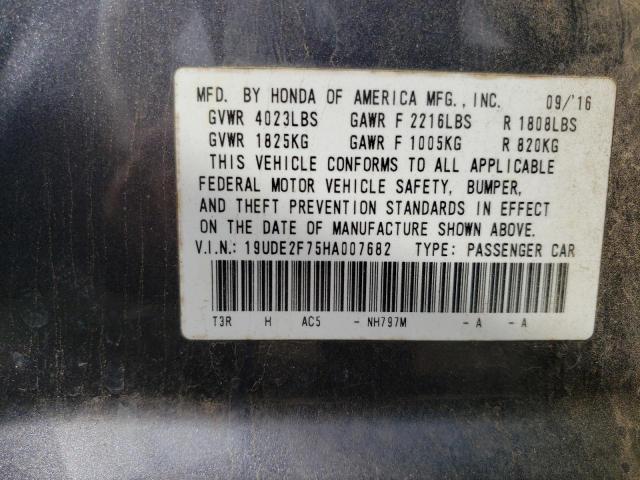 MFD. BY HONDA OF AMERICA MFG., INC. 09/'16
GVWR 4023LBS GAWR F 2216LBS R 1808LBS
GVWR 1825KG GAWR F 1005KG R 820KG
THIS VEHICLE CONFORMS TO ALL APPLICABLE
FEDERAL MOTOR VEHICLE SAFETY, BUMPER,
AND THEFT PREVENTION STANDARDS IN EFFECT
ON THE DATE OF MANUFACTURE SHOWN ABOVE.
V.I.N.: 19UDE2F75HA007682 TYPE: PASSENGER CAR
T3R H AC5 - NH797M - A - A